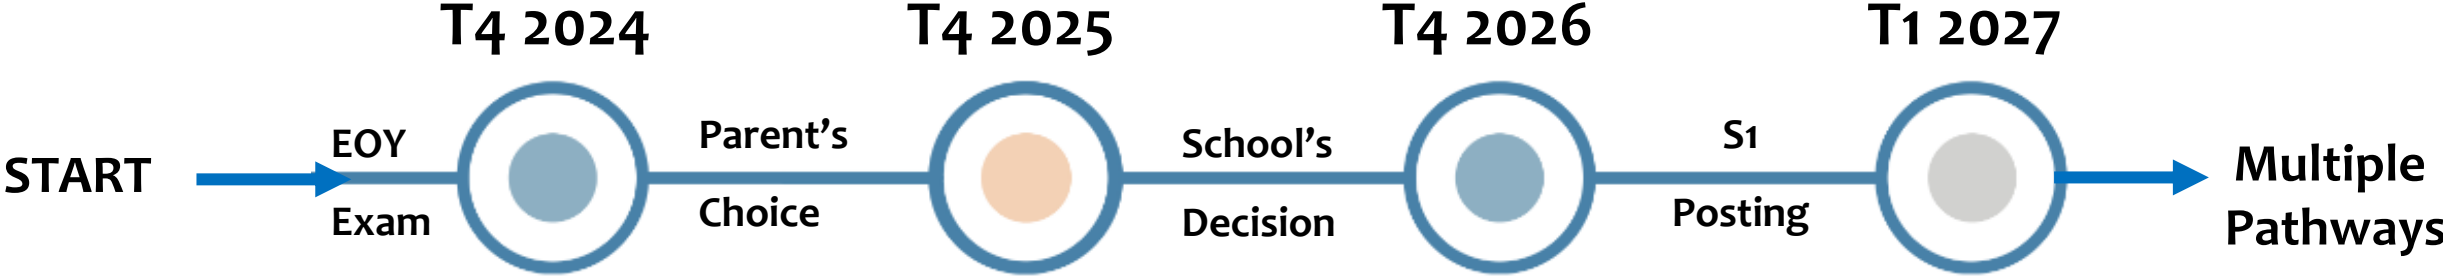 T4 2024
T4 2025
T4 2026
T1 2027
START
EOY
Exam
Parent’s
Choice
School’s
Decision
S1
Posting
Multiple
Pathways